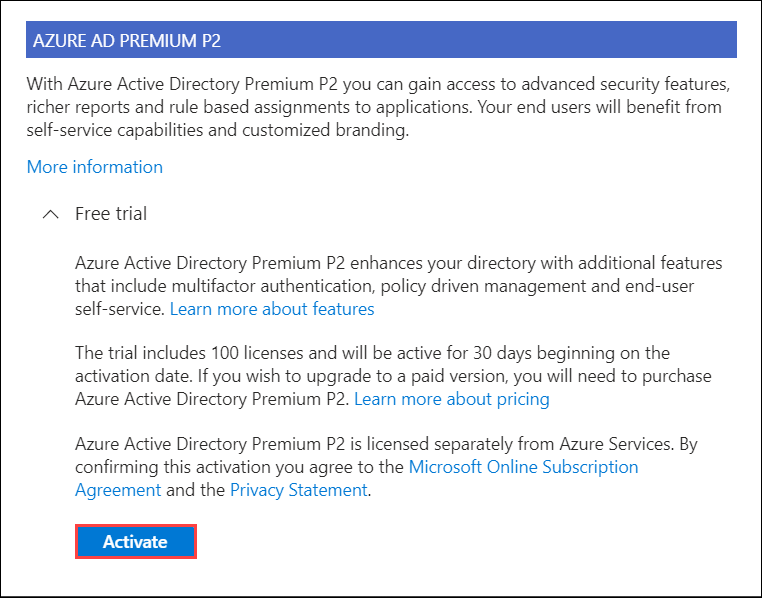 AZURE AD PREMIUM P2
With Azure Active Directory Premium P2 you can gain access to advanced security features,
richer reports and rule based assignments to applications. Your end users will benefit from
self-service capabilities and customized branding.
More information
Free trial
Azure Active Directory Premium P2 enhances your directory with additional features
that include multifactor authentication, policy driven management and end-user
self-service. Learn more about features
The trial includes 100 licenses and will be active for 30 days beginning on the
activation date. If you wish to upgrade to a paid version, you will need to purchase
Azure Active Directory Premium P2. Learn more about pricing
Azure Active Directory Premium P2 is licensed separately from Azure Services. By
confirming this activation you agree to the Microsoft Online Subscription
Agreement and the Privacy Statement.
Activate